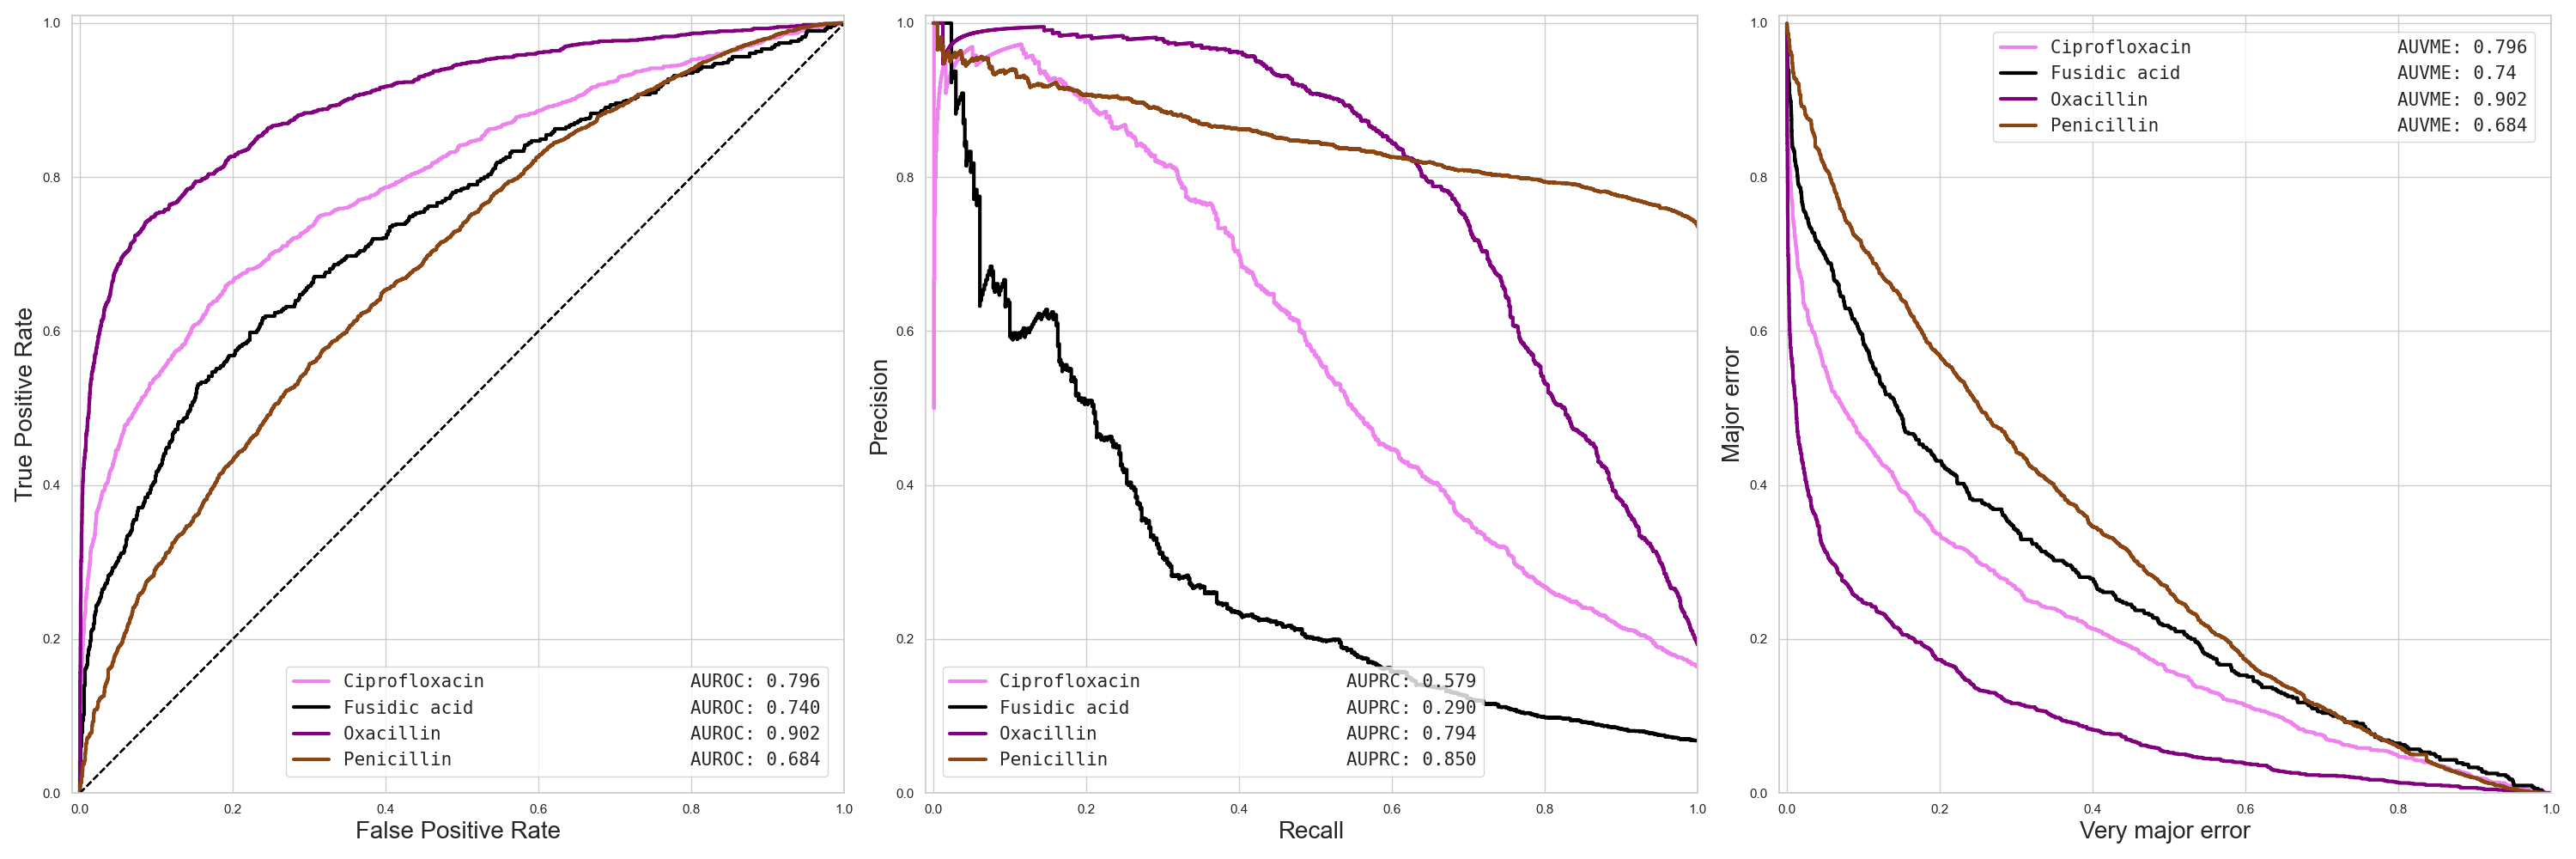 1.0
0.8
0.6
0.4
0.2
0.0
0.0 0.2 0.4 0.6 0.8 1.0
True Positive Rate
False Positive Rate
Ciprofloxacin AUROC: 0.796
Fusidic acid AUROC: 0.740
Oxacillin AUROC: 0.902
Penicillin AUROC: 0.684
1.0
0.8
0.6
0.4
0.2
0.0
0.0 0.2 0.4 0.6 0.8 1.0
Precision
Recall
Ciprofloxacin AUPRC: 0.579
Fusidic acid AUPRC: 0.290
Oxacillin AUPRC: 0.794
Penicillin AUPRC: 0.850
1.0
0.8
0.6
0.4
0.2
0.0
0.0 0.2 0.4 0.6 0.8 1.0
Major error
Very major error
Ciprofloxacin AUVME: 0.796
Fusidic acid AUVME: 0.74
Oxacillin AUVME: 0.902
Penicillin AUVME: 0.684